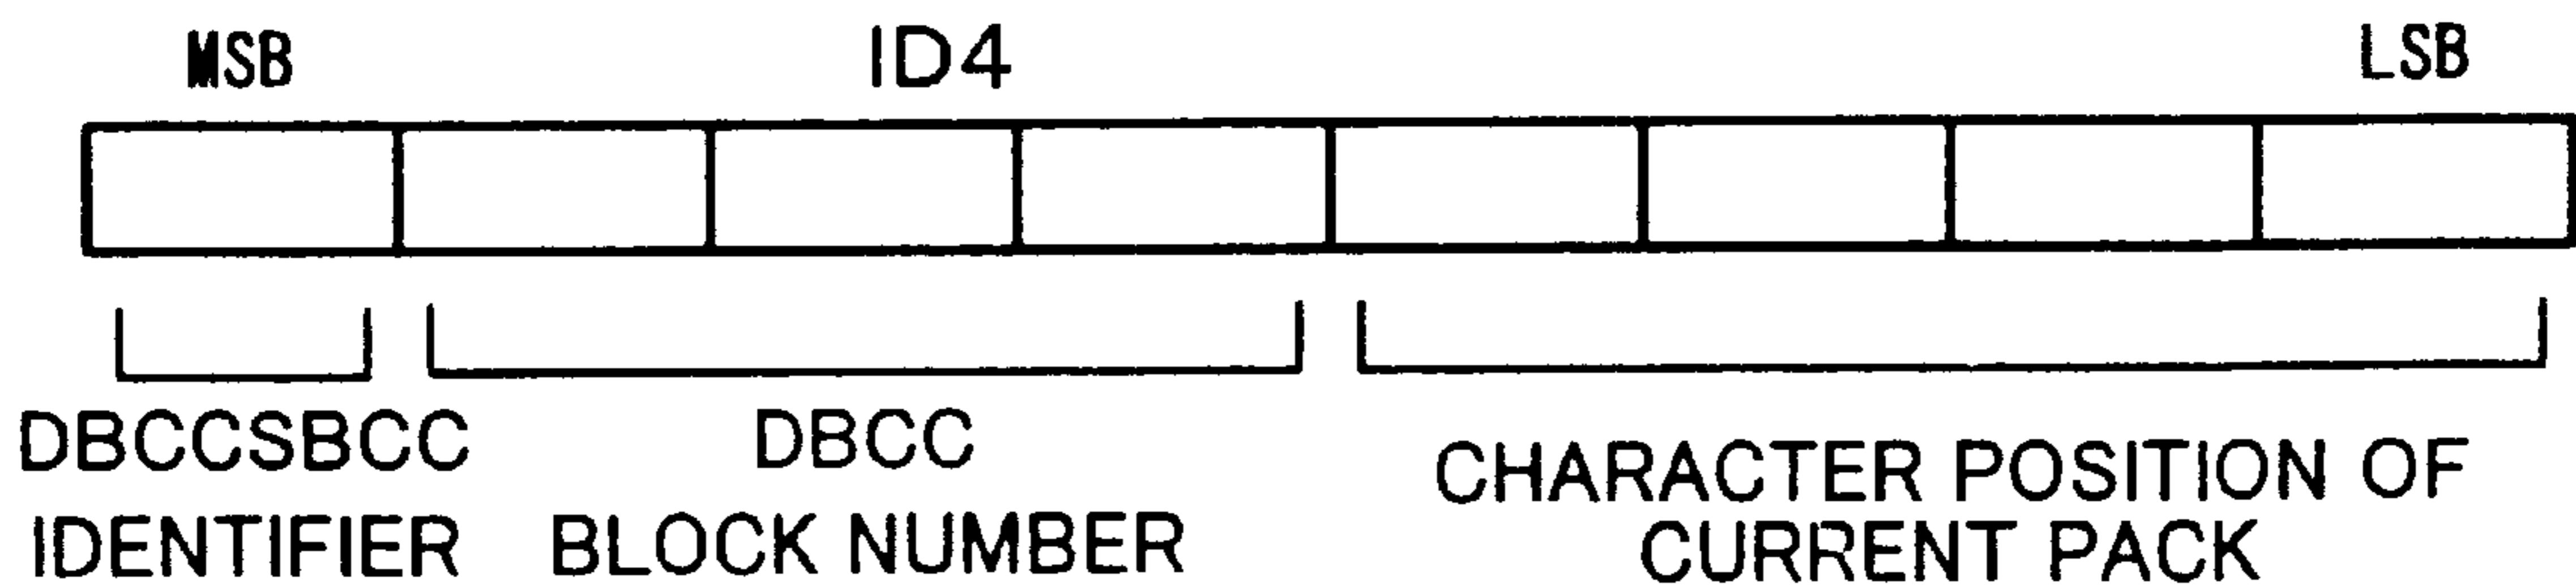 MSB ID4 LSB
DBCCSBCC
IDENTIFIER
DBCC
BLOCK NUMBER
CHARACTER POSITION OF
CURRENT PACK